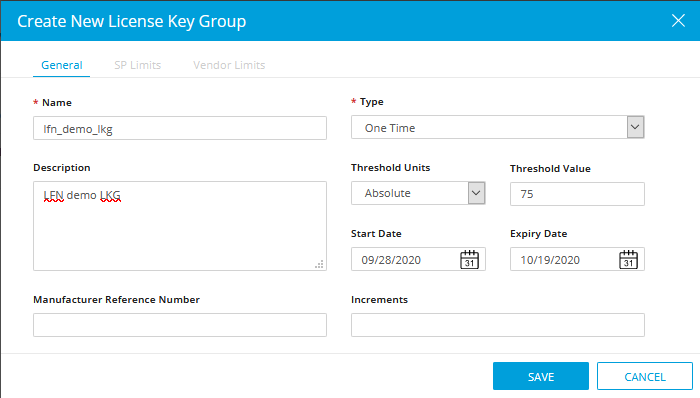 Create New License Key Group
General SP Limits Vendor Limits
* Name
lfn_demo_lkg
* Type
One Time
Description
LFN demo LKG
Threshold Units
Absolute
Threshold Value
75
Start Date
09/28/2020 31
Expiry Date
10/19/2020 31
Manufacturer Reference Number
Increments
SAVE CANCEL